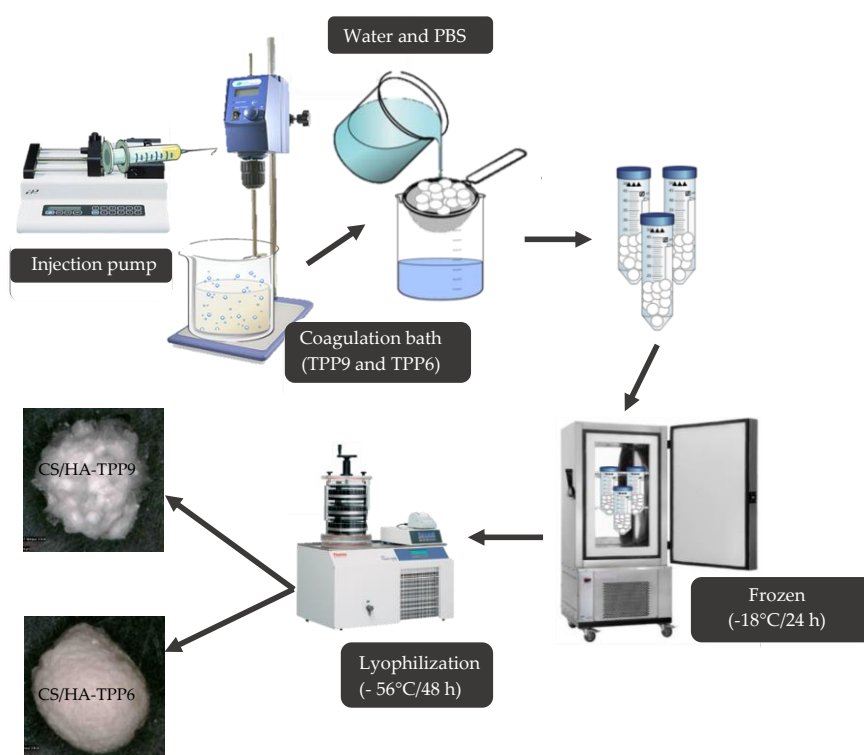 Water and PBS
Injection pump
Coagulation bath
(TPP9 and TPP6)
CS/HA-TPP9
Frozen
(-18°C/24 h)
Lyophilization
(- 56°C/48 h)
CS/HA-TPP6